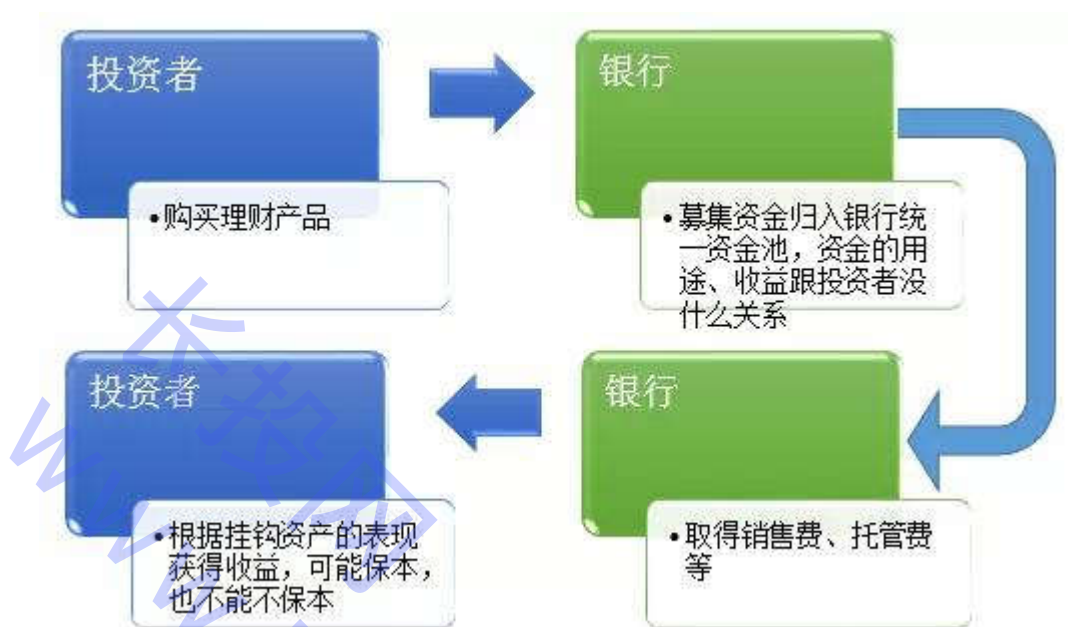 投资者
•购买理财产品
银行
•募集资金归入银行统
一资金池，资金的用
途、收益跟投资者没
什么关系
投资者
•根据挂钩资产的表现
获得收益，可能保本，
也不能不保本
银行
•取得销售费、托管费
等
长投网
www.